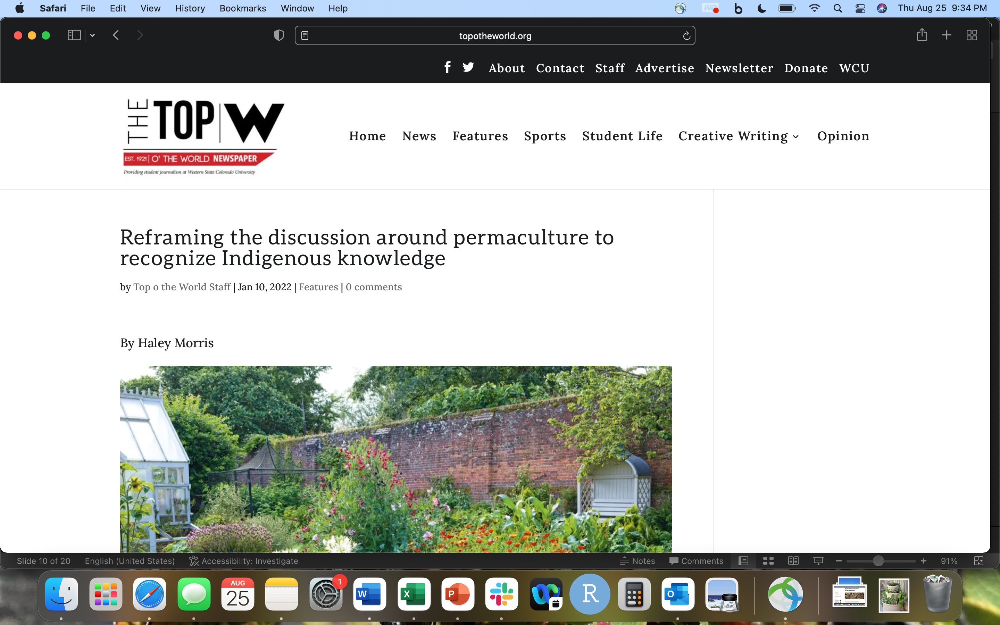 Safari File Edit View History Bookmarks Window Help
Thu Aug 25 9:34 PM
topotheworld.org
About Contact Staff Advertise Newsletter Donate WCU
THE TOP W
EST. 1921 | O' THE WORLD NEWSPAPER
Providing student journalism at Western State Colorado University
Home News Features Sports Student Life Creative Writing Opinion
Reframing the discussion around permaculture to
recognize Indigenous knowledge
by Top o the World Staff | Jan 10, 2022 | Features | 0 comments
By Haley Morris
Slide 10 of 20 English (United States) Accessibility: Investigate Notes Comments 91%
AUG
25
1
W
X
P
R
O